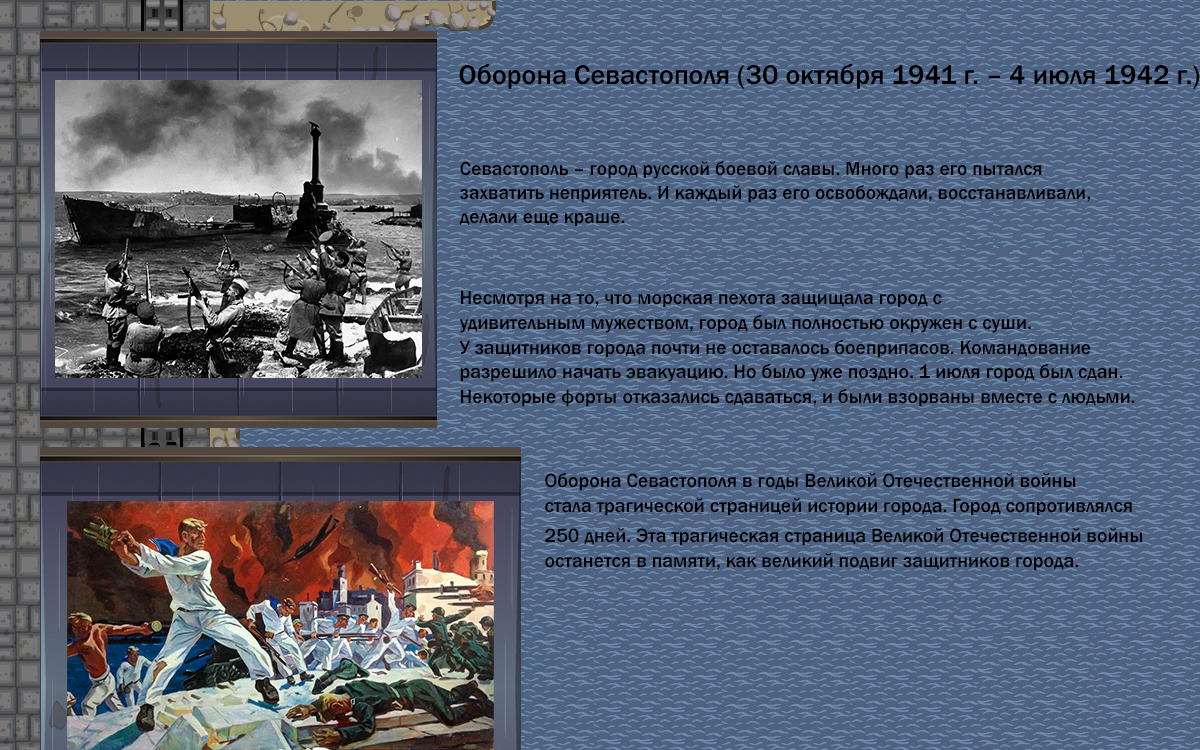 Оборона Севастополя (30 октября 1941 г. – 4 июля 1942 г.)
Севастополь – город русской боевой славы. Много раз его пытался
захватить неприятель. И каждый раз его освобождали, восстанавливали,
делали еще краше.
Несмотря на то, что морская пехота защищала город с
удивительным мужеством, город был полностью окружен с суши.
У защитников города почти не оставалось боеприпасов. Командование
разрешило начать эвакуацию. Но было уже поздно. 1 июля город был сдан.
Некоторые форты отказались сдаваться, и были взорваны вместе с людьми.
Оборона Севастополя в годы Великой Отечественной войны
стала трагической страницей истории города. Город сопротивлялся
250 дней. Эта трагическая страница Великой Отечественной войны
останется в памяти, как великий подвиг защитников города.